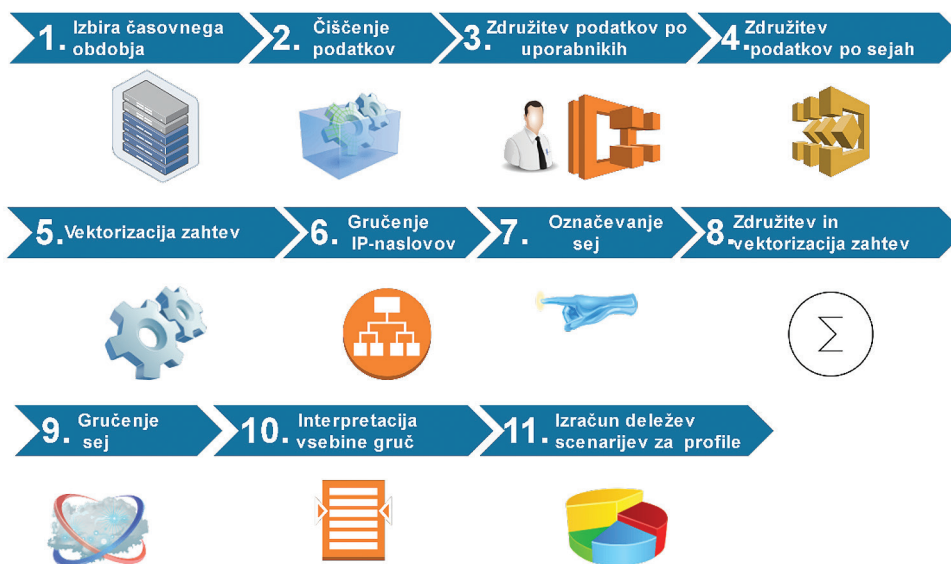 1. Izbira časovnega
obdobja
2. Čiščenje
podatkov
3. Združitev podatkov po
uporabnikih
4. Združitev
podatkov po sejah
5. Vektorizacija zahtev
6. Gručenje
IP-naslovov
7. Označevanje
sej
8. Združitev in
vektorizacija zahtev
Σ
9. Gručenje
sej
10. Interpretacija
vsebine gruč
11. Izračun deležev
scenarijev za profile